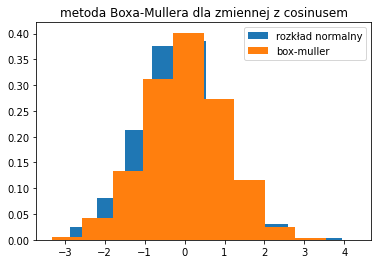 metoda Boxa-Mullera dla zmiennej z cosinusem
rozkład normalny
box-muller
0.40
0.35
0.30
0.25
0.20
0.15
0.10
0.05
0.00
−3 −2 −1 0 1 2 3 4